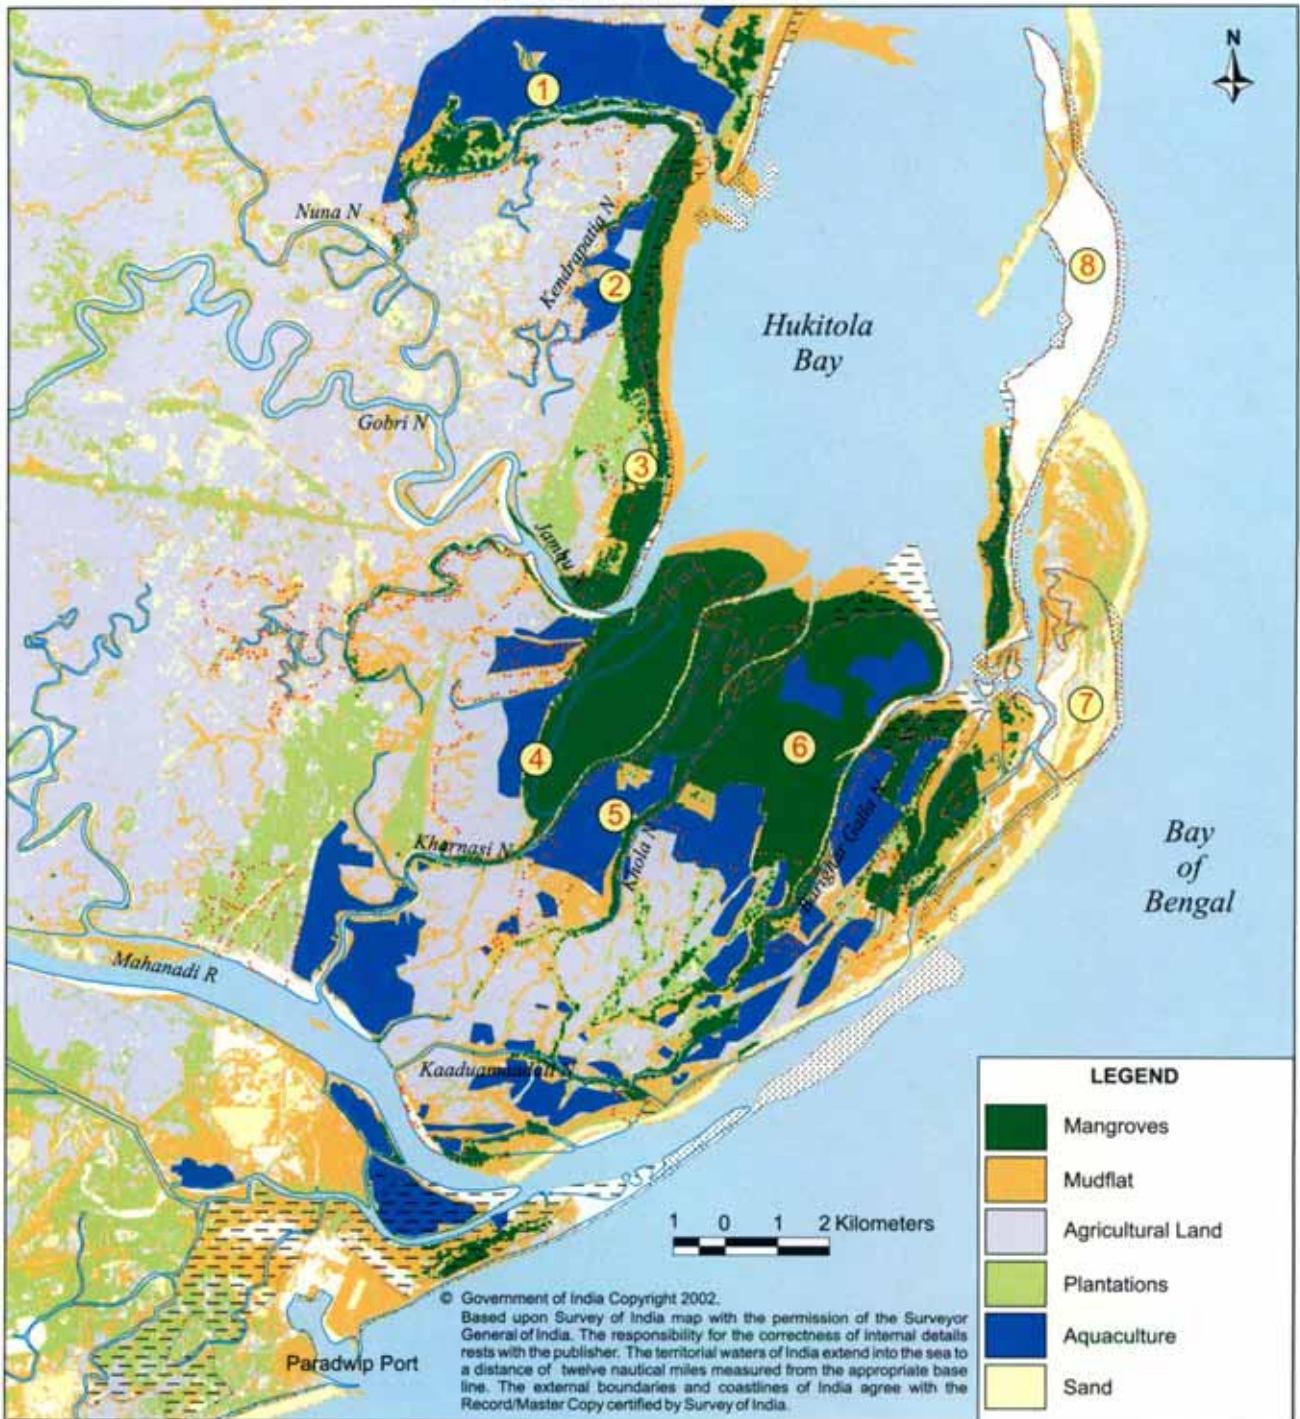 N
1
Nuna N
Kendrapatia N
2
8
Hukitola
Bay
Gobri N
3
Jambu N
7
6
4
5
Kharnasi N
Khola N
Bay
of
Bengal
Mahanadi R
LEGEND
Mangroves
Mudflat
Agricultural Land
Plantations
Aquaculture
Sand
1 0 1 2 Kilometers
© Government of India Copyright 2002.
Based upon Survey of India map with the permission of the Surveyor
General of India. The responsibility for the correctness of internal details
rests with the publisher. The territorial waters of India extend into the sea to
a distance of twelve nautical miles measured from the appropriate base
line. The external boundaries and coastlines of India agree with the
Record/Master Copy certified by Survey of India.
Paradwip Port